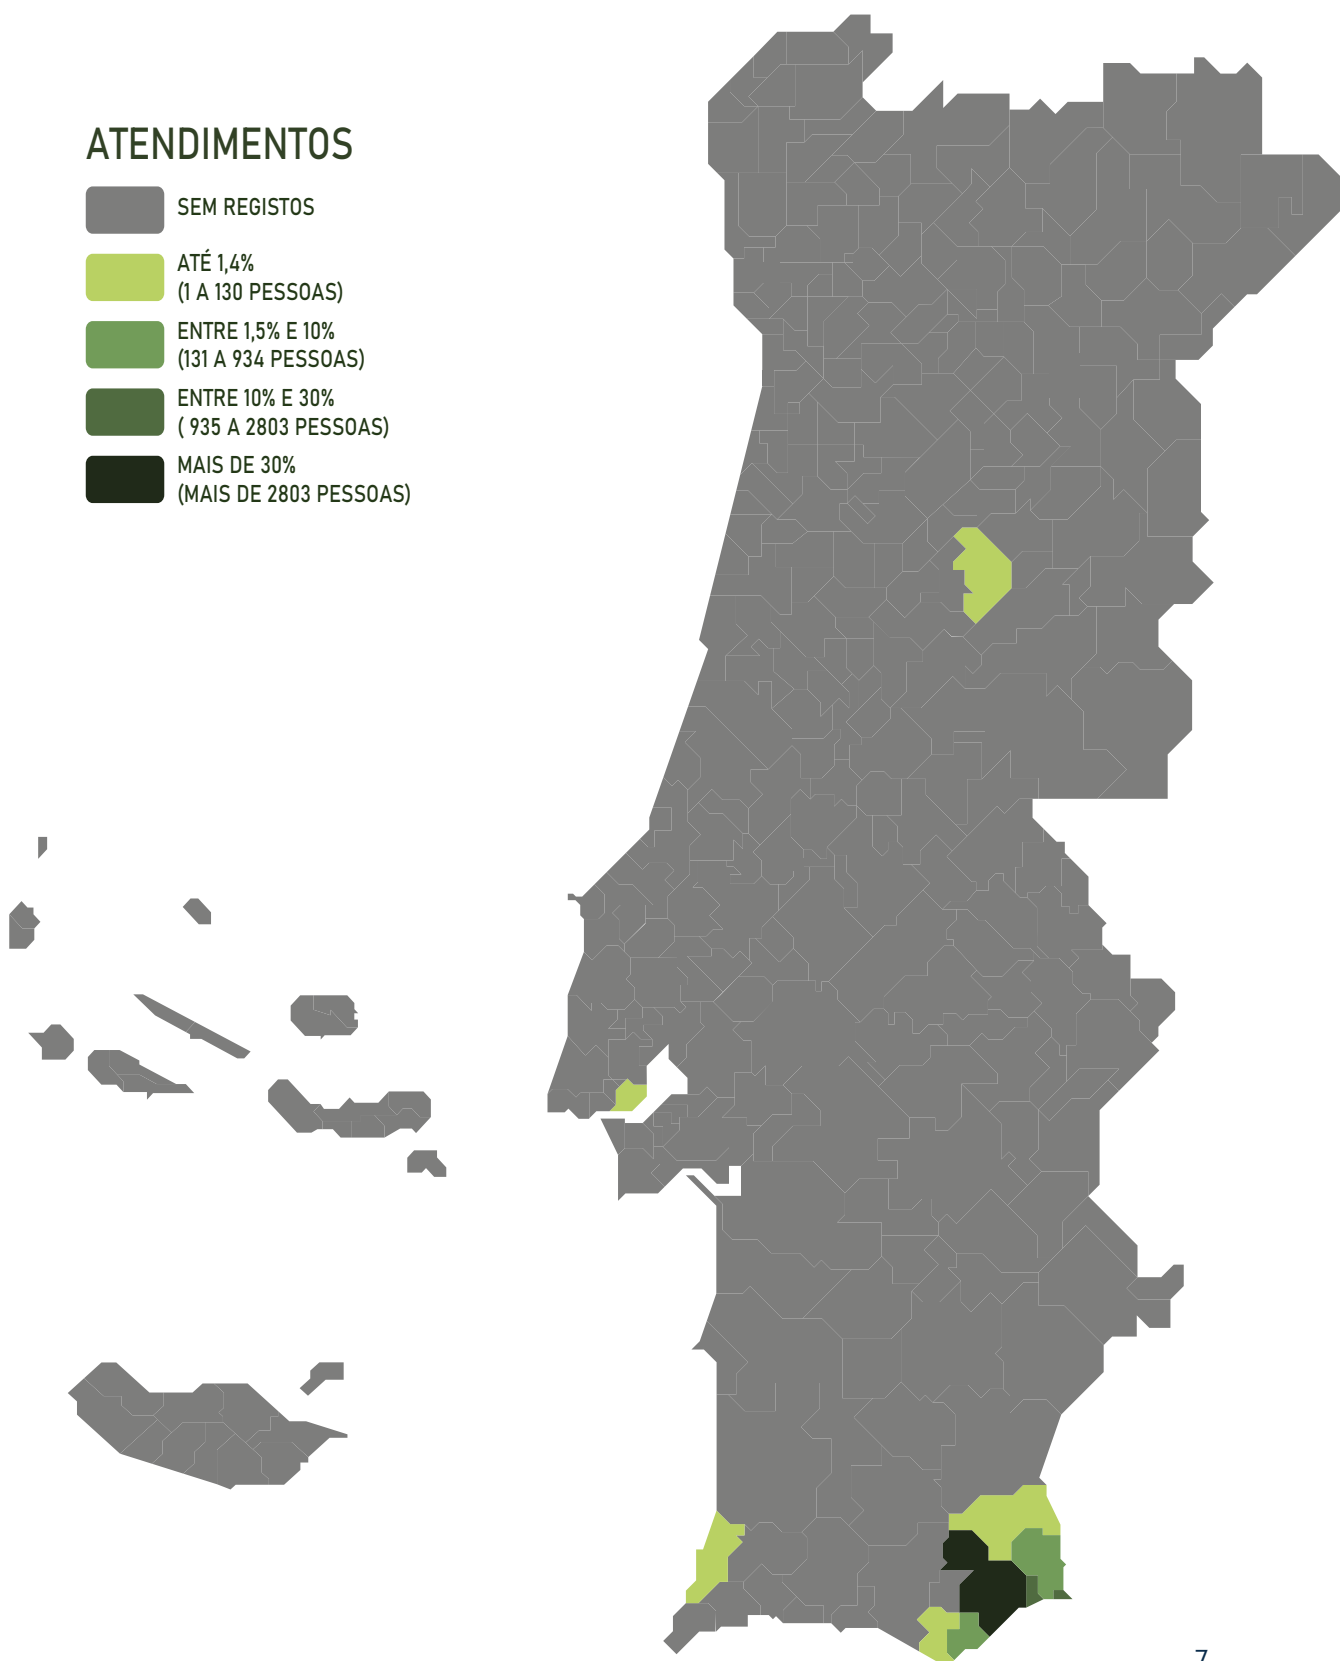 ATENDIMENTOS
SEM REGISTOS
ATÉ 1,4%
(1 A 130 PESSOAS)
ENTRE 1,5% E 10%
(131 A 934 PESSOAS)
ENTRE 10% E 30%
( 935 A 2803 PESSOAS)
MAIS DE 30%
(MAIS DE 2803 PESSOAS)
7